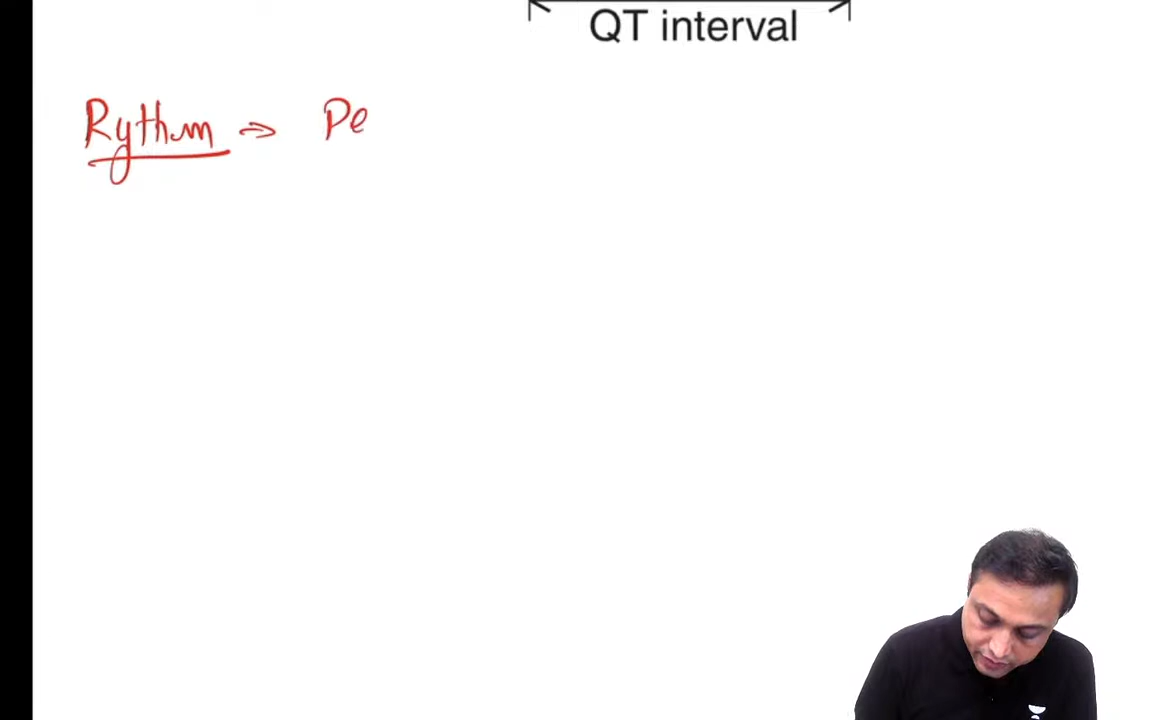 QT interval
Rythm ⇒ Pe